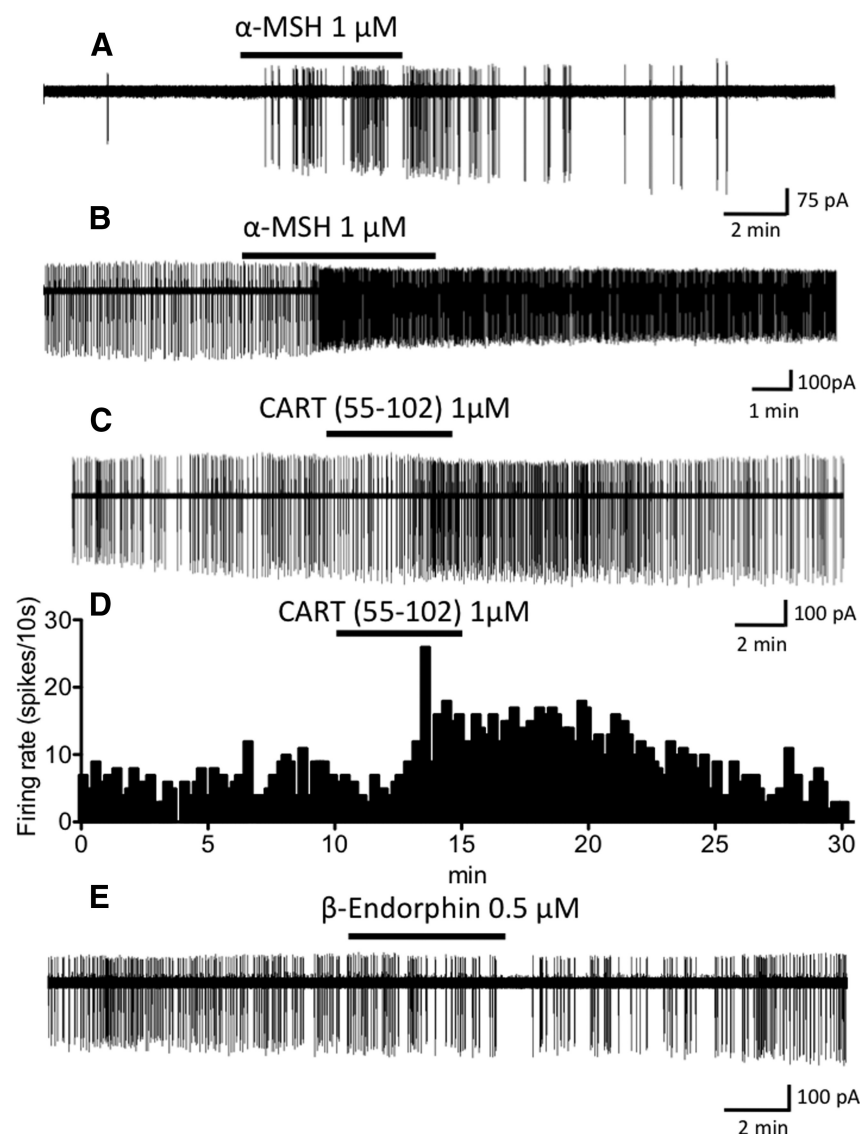 A
α-MSH 1 µM
75 pA
2 min
B
α-MSH 1 µM
100pA
1 min
C
CART (55-102) 1µM
100 pA
2 min
D
CART (55-102) 1µM
Firing rate (spikes/10s)
30
20
10
0
0 5 10 15 20 25 30
min
E
β-Endorphin 0.5 µM
100 pA
2 min